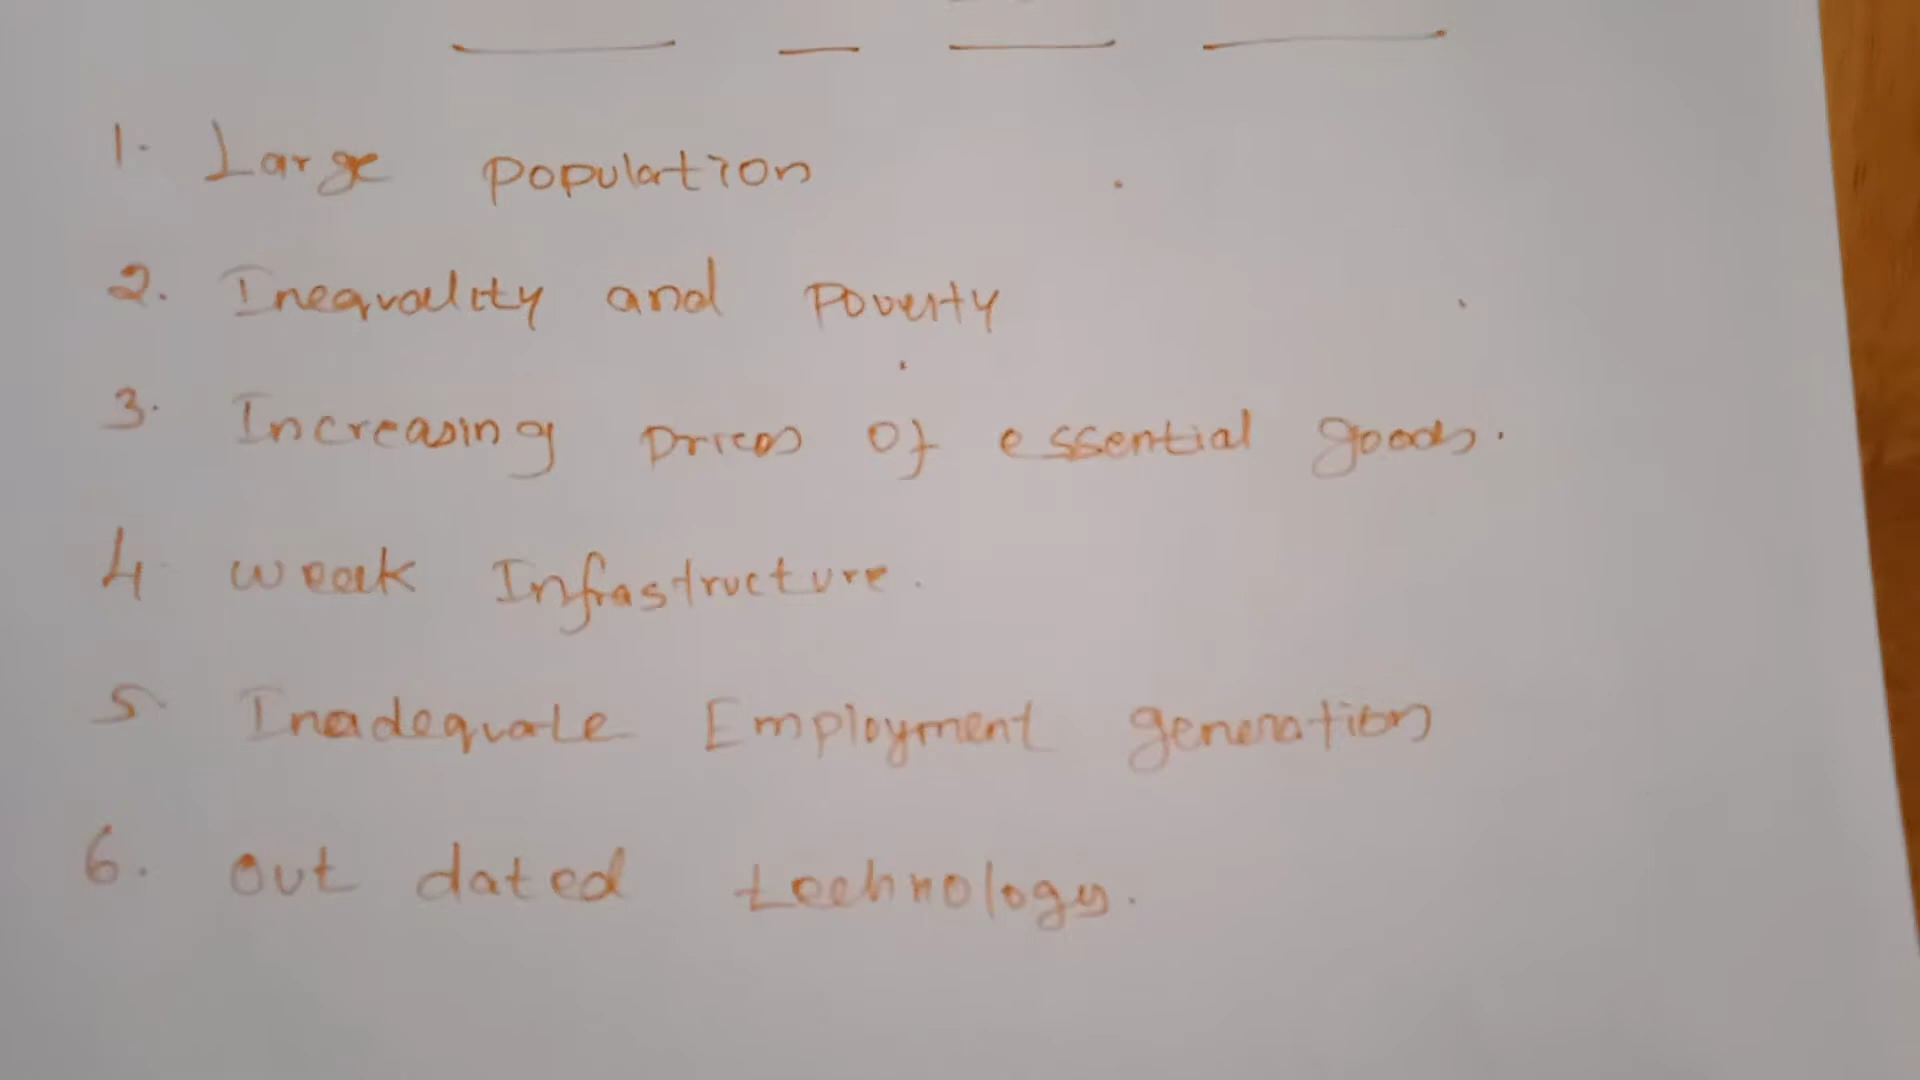 1. Large population
2. Inequality and Poverty
3. Increasing prices of essential goods.
4. weak Infrastructure.
5. Inadequate Employment generation
6. out dated technology.